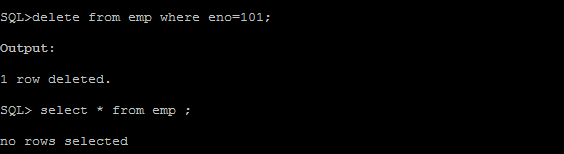 SQL>delete from emp where eno=101;
Output:
1 row deleted.
SQL> select * from emp ;
no rows selected